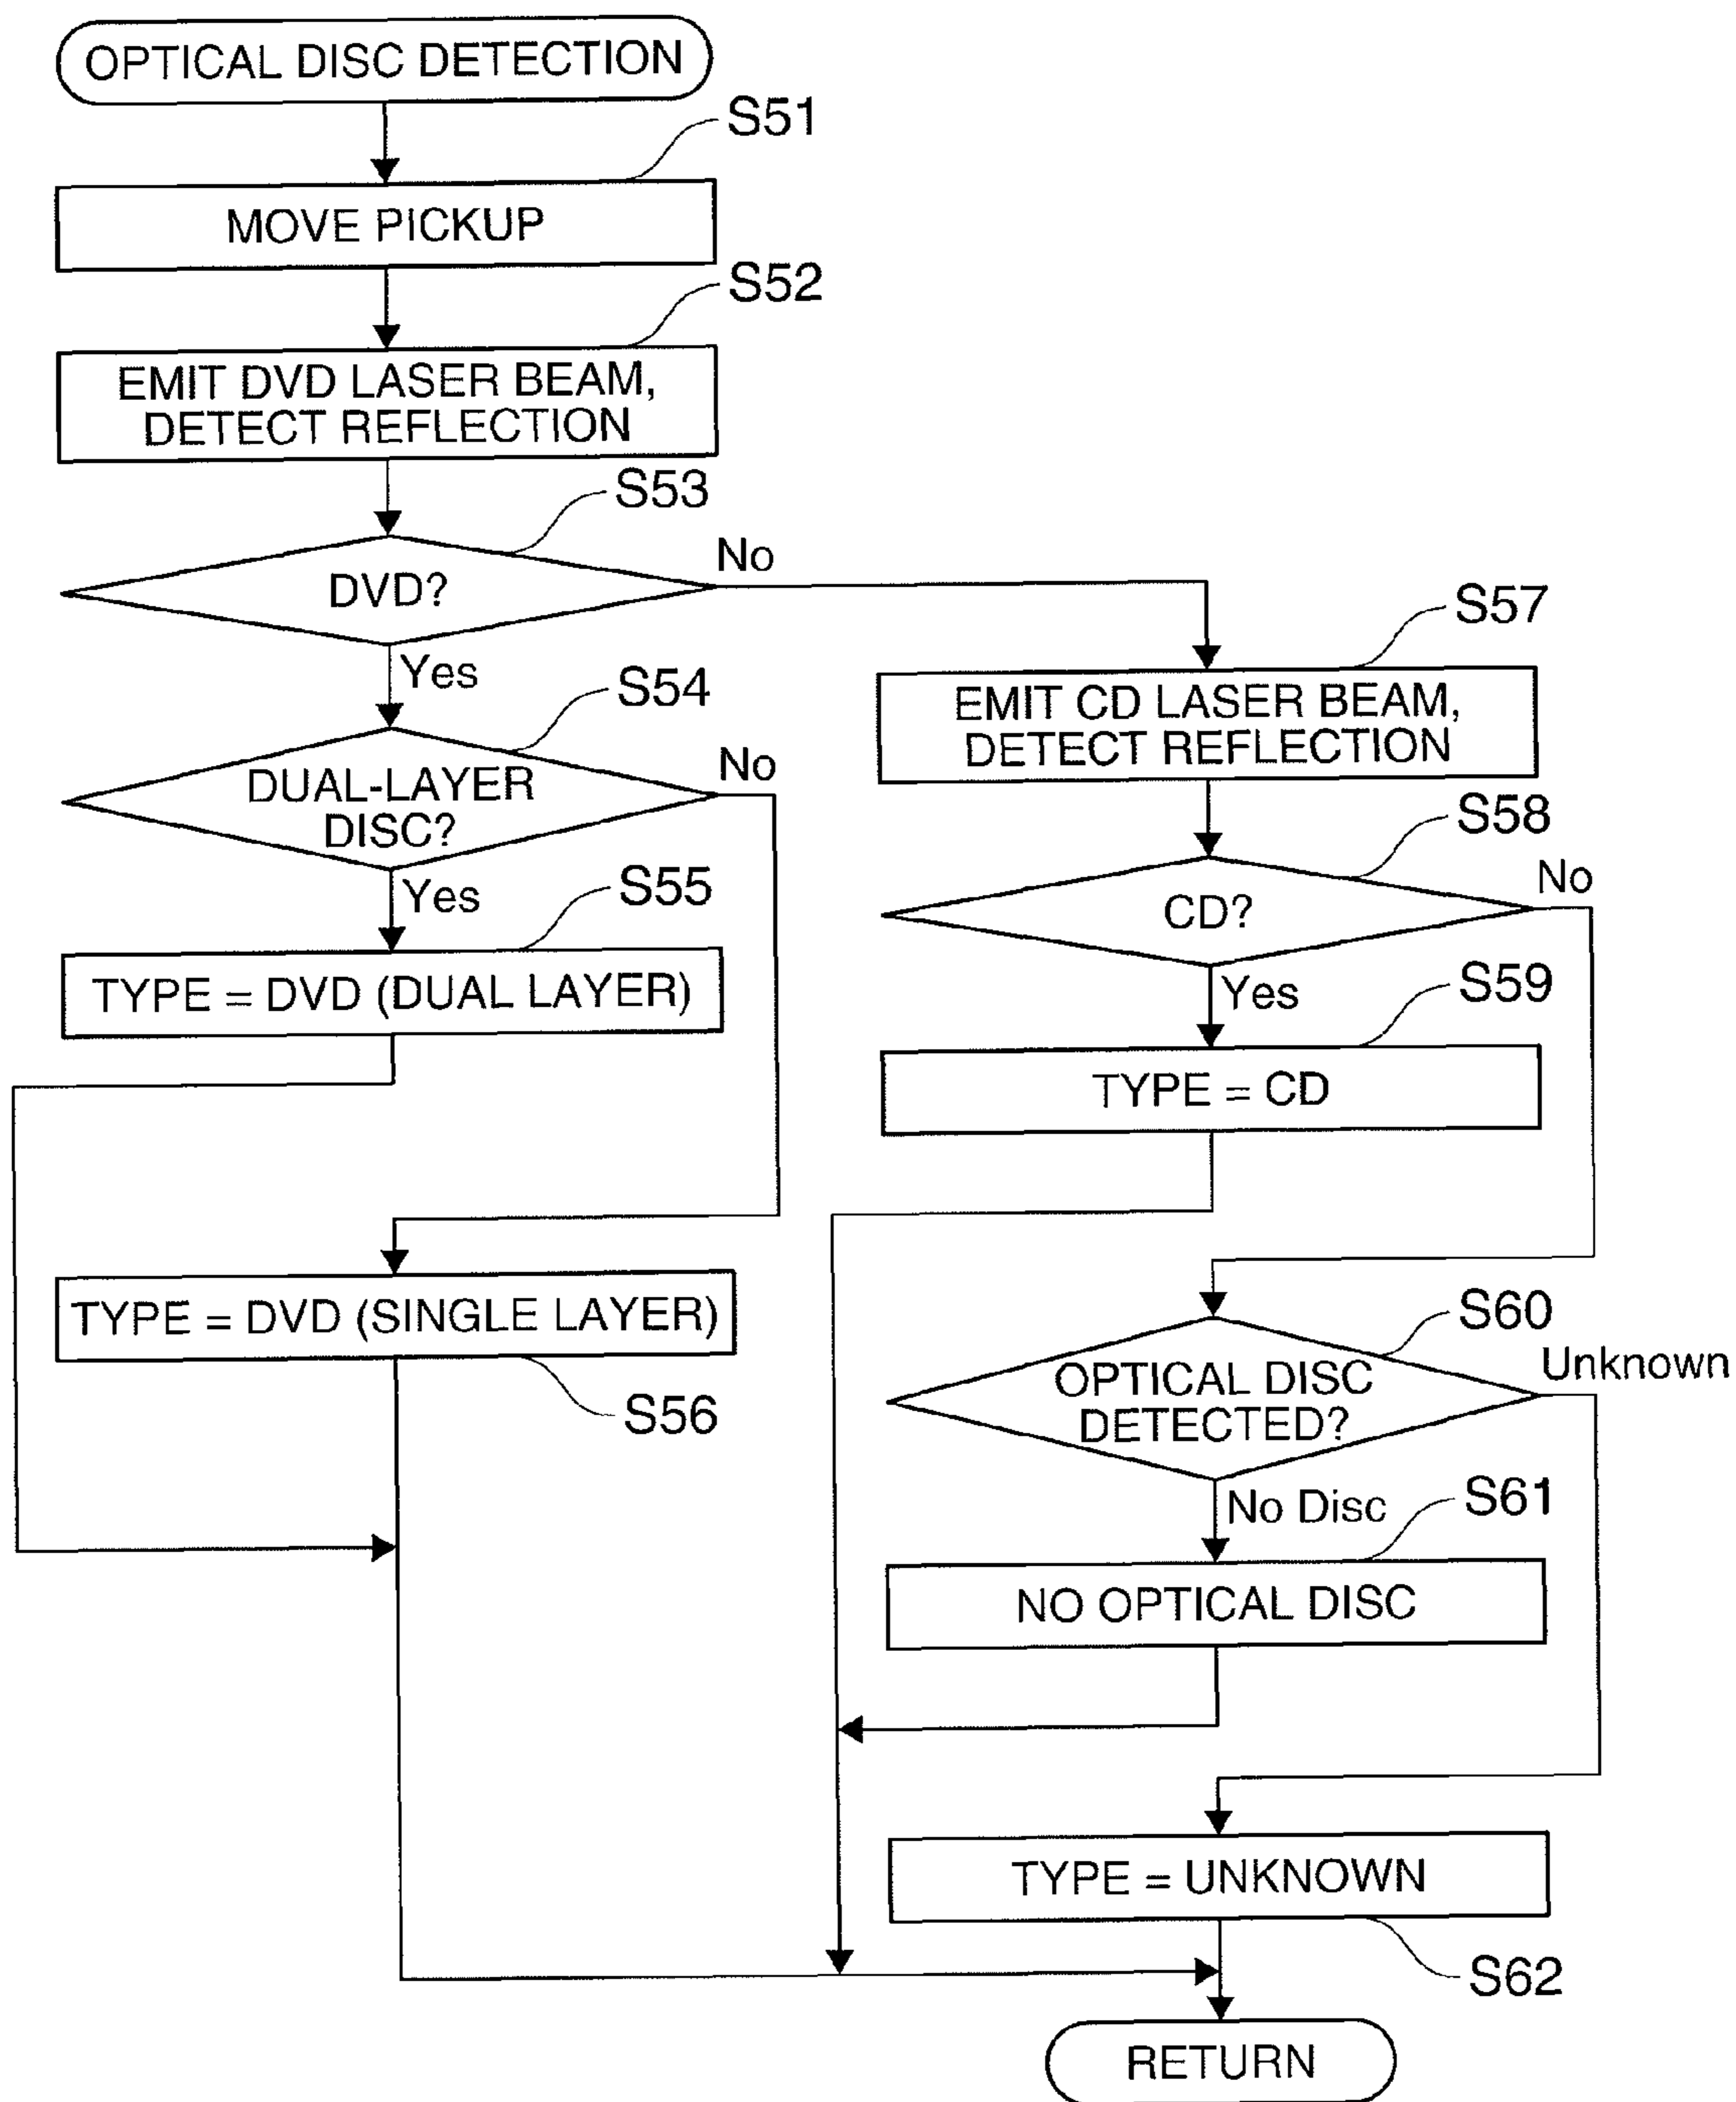 OPTICAL DISC DETECTION
S51
MOVE PICKUP
S52
EMIT DVD LASER BEAM,
DETECT REFLECTION
S53
DVD?
No
Yes
S54
DUAL-LAYER
DISC?
No
Yes
S55
TYPE = DVD (DUAL LAYER)
TYPE = DVD (SINGLE LAYER)
S56
S57
EMIT CD LASER BEAM,
DETECT REFLECTION
S58
CD?
No
Yes
S59
TYPE = CD
S60
OPTICAL DISC
DETECTED?
Unknown
No Disc
S61
NO OPTICAL DISC
TYPE = UNKNOWN
S62
RETURN